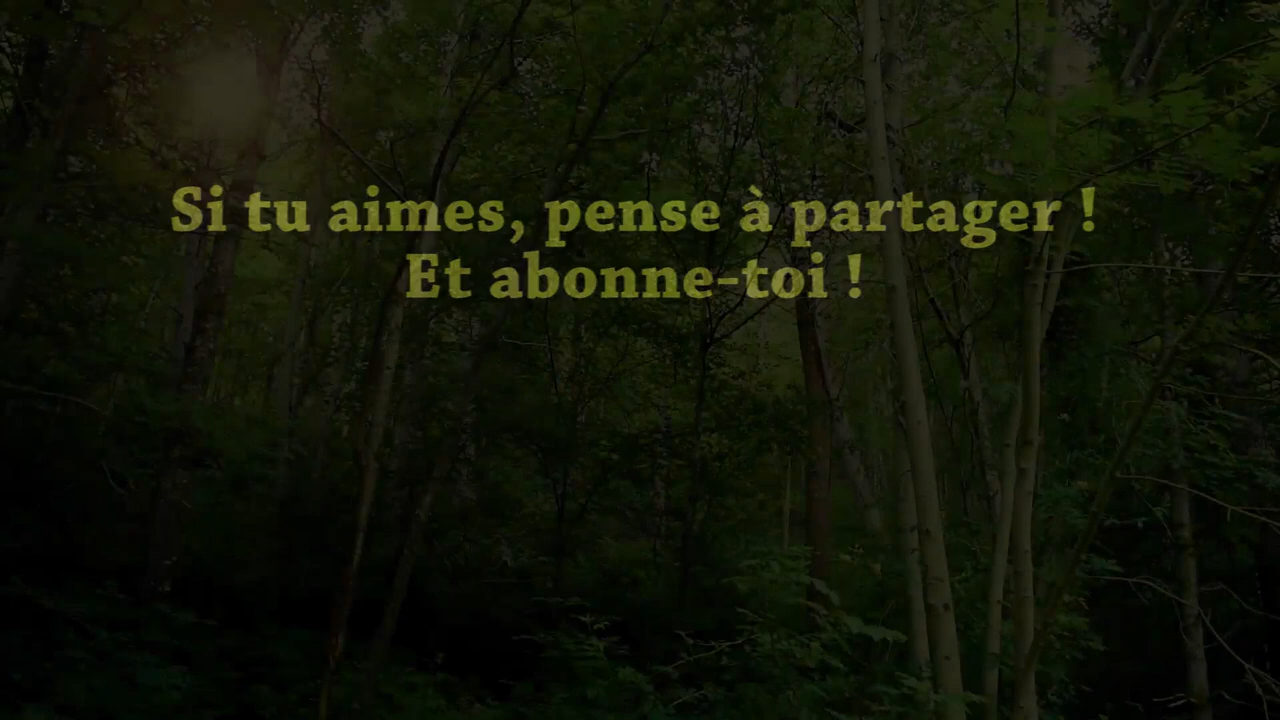 Si tu aimes, pense à partager !
Et abonne-toi !